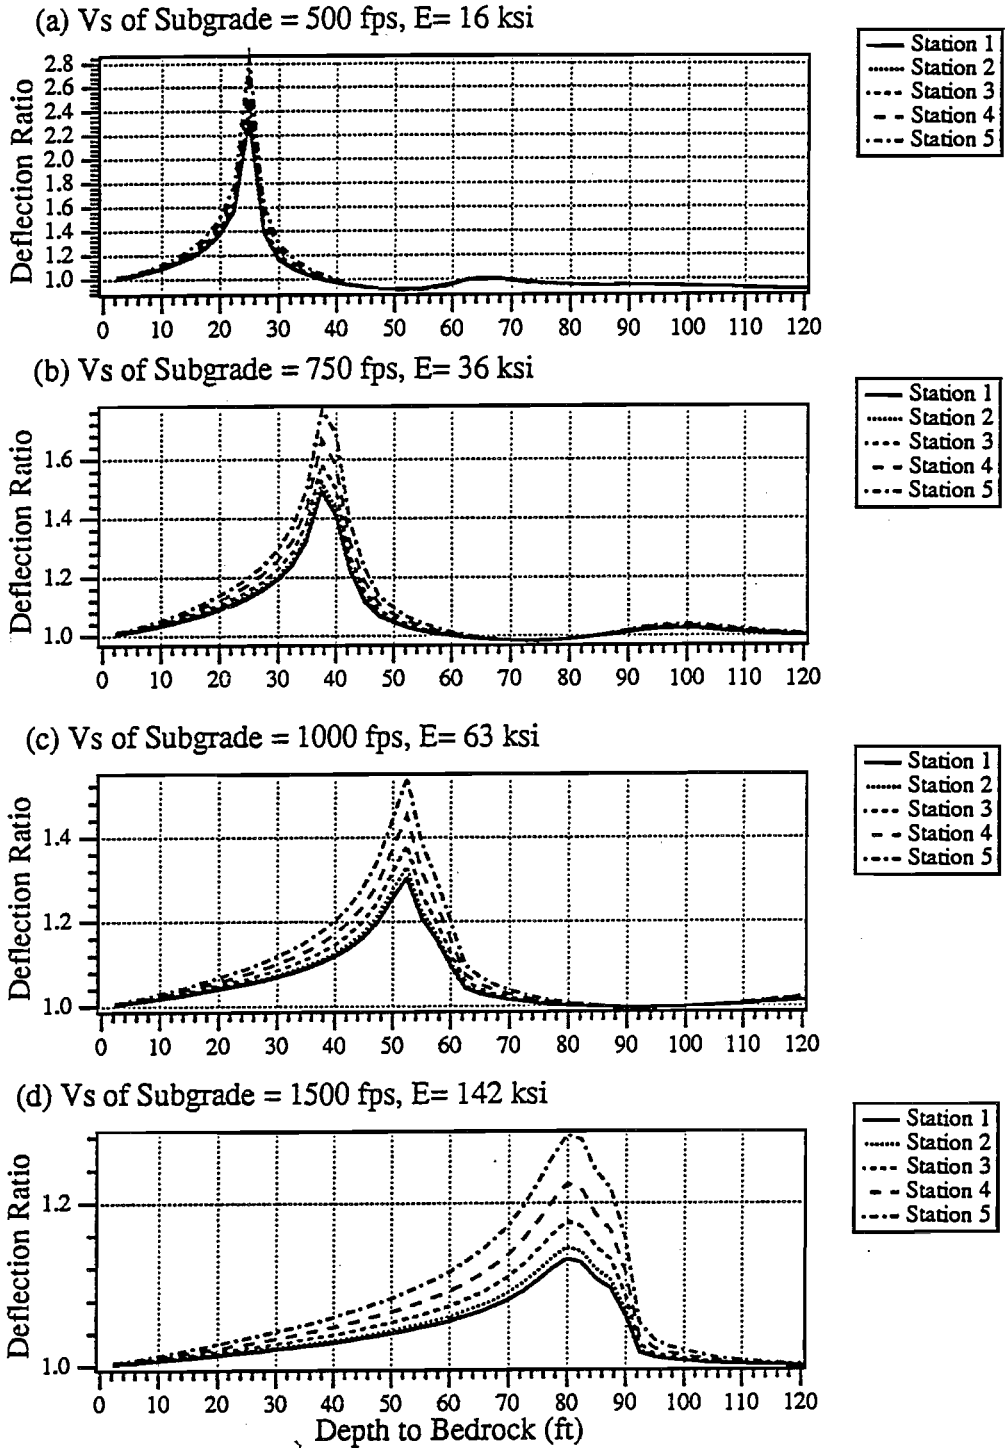 (a) Vs of Subgrade = 500 fps, E= 16 ksi
Deflection Ratio
2.8
2.6
2.4
2.2
2.0
1.8
1.6
1.4
1.2
1.0
0 10 20 30 40 50 60 70 80 90 100 110 120
Station 1
Station 2
Station 3
Station 4
Station 5
(b) Vs of Subgrade = 750 fps, E= 36 ksi
Deflection Ratio
1.6
1.4
1.2
1.0
0 10 20 30 40 50 60 70 80 90 100 110 120
Station 1
Station 2
Station 3
Station 4
Station 5
(c) Vs of Subgrade = 1000 fps, E= 63 ksi
Deflection Ratio
1.4
1.2
1.0
0 10 20 30 40 50 60 70 80 90 100 110 120
Station 1
Station 2
Station 3
Station 4
Station 5
(d) Vs of Subgrade = 1500 fps, E= 142 ksi
Deflection Ratio
1.2
1.0
0 10 20 30 40 50 60 70 80 90 100 110 120
Depth to Bedrock (ft)
Station 1
Station 2
Station 3
Station 4
Station 5